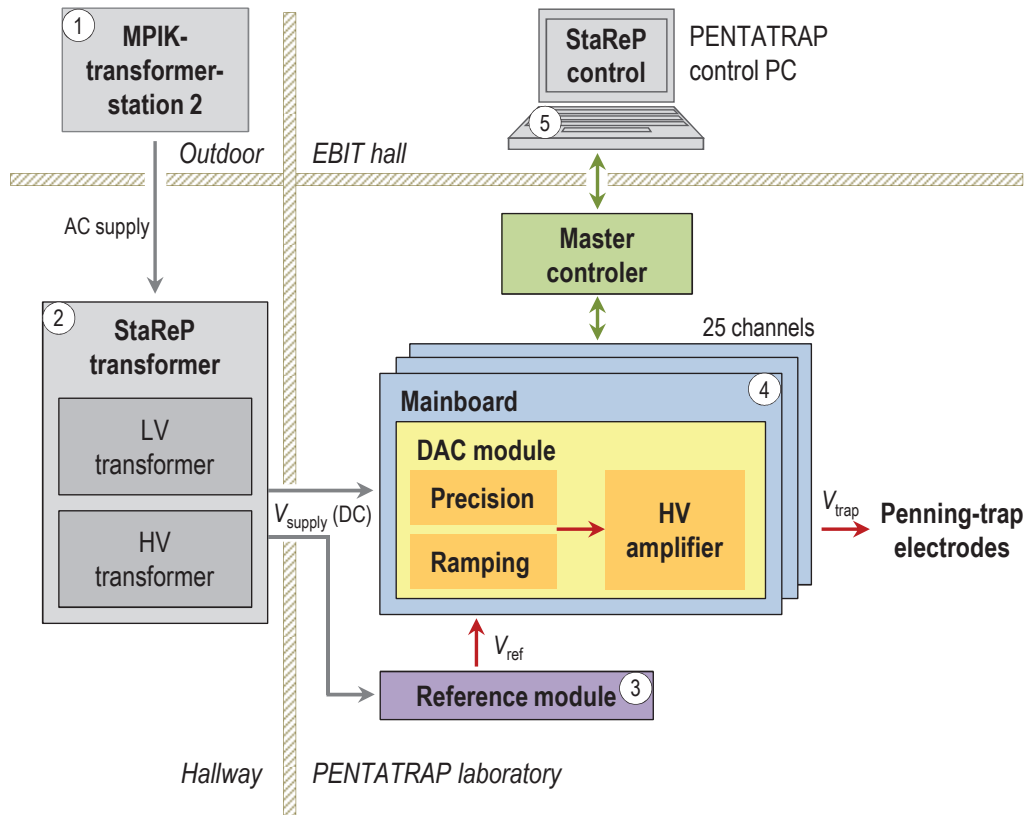 1
MPIK-
transformer-
station 2
StaReP
control
5
PENTATRAP
control PC
Outdoor
EBIT hall
AC supply
Master
controler
2
StaReP
transformer
LV
transformer
HV
transformer
25 channels
4
Mainboard
DAC module
Precision
Ramping
HV
amplifier
Vsupply (DC)
Vtrap
Penning-trap
electrodes
Vref
Reference module
3
Hallway
PENTATRAP laboratory